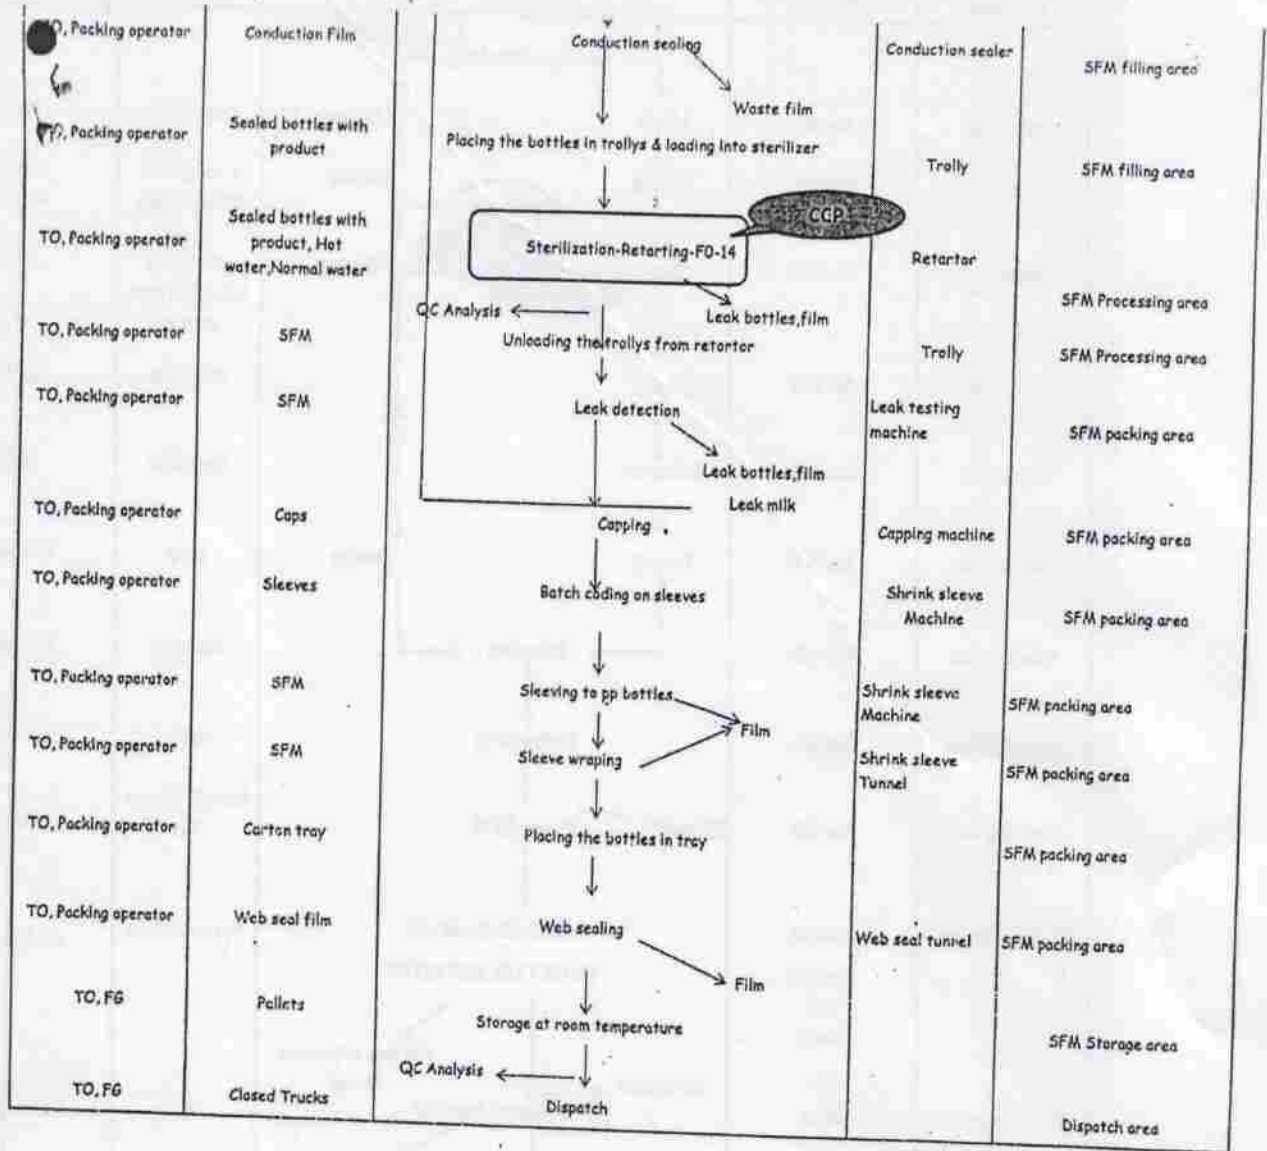 TO, Packing operator
Conduction Film
Conduction sealing
Conduction sealer
SFM filling area
Waste film
TO, Packing operator
Sealed bottles with
product
Placing the bottles in trollys & loading into sterilizer
Trolly
SFM filling area
CCP
TO, Packing operator
Sealed bottles with
product, Hot
water,Normal water
Sterilization-Retarting-FO-14
Retartor
SFM Processing area
Leak bottles,film
QC Analysis
TO, Packing operator
SFM
Unloading the trollys from retortor
Trolly
SFM Processing area
TO, Packing operator
SFM
Leak detection
Leak testing
machine
SFM packing area
Leak bottles,film
Leak milk
TO, Packing operator
Caps
Capping
Capping machine
SFM packing area
TO, Packing operator
Sleeves
Batch coding on sleeves
Shrink sleeve
Machine
SFM packing area
TO, Packing operator
SFM
Sleeving to pp bottles
Shrink sleeve
Machine
SFM packing area
Film
TO, Packing operator
SFM
Sleeve wraping
Shrink sleeve
Tunnel
SFM packing area
TO, Packing operator
Carton tray
Placing the bottles in tray
SFM packing area
TO, Packing operator
Web seal film
Web sealing
Web seal tunnel
SFM packing area
Film
TO, FG
Pallets
Storage at room temperature
SFM Storage area
QC Analysis
TO, FG
Closed Trucks
Dispatch
Dispatch area